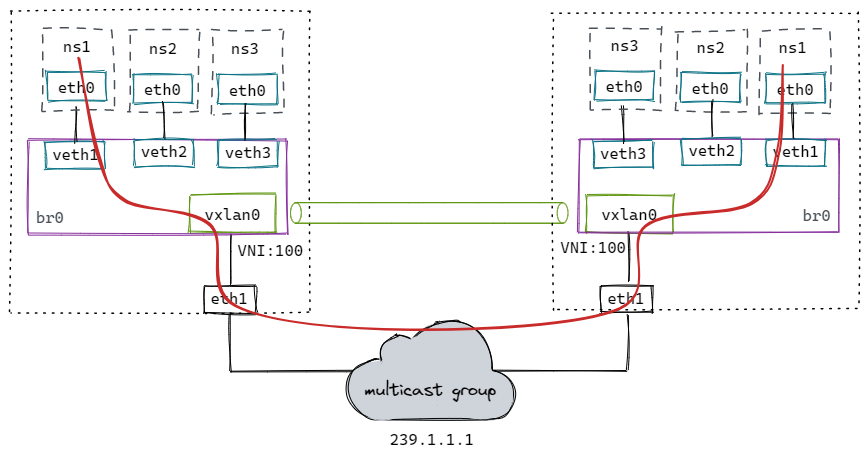 ns1 ns2 ns3
ns3 ns2 ns1
eth0 eth0 eth0
eth0 eth0 eth0
veth1 veth2 veth3
veth3 veth2 veth1
br0 vxlan0
vxlan0 br0
VNI:100
VNI:100
eth1
eth1
multicast group
239.1.1.1